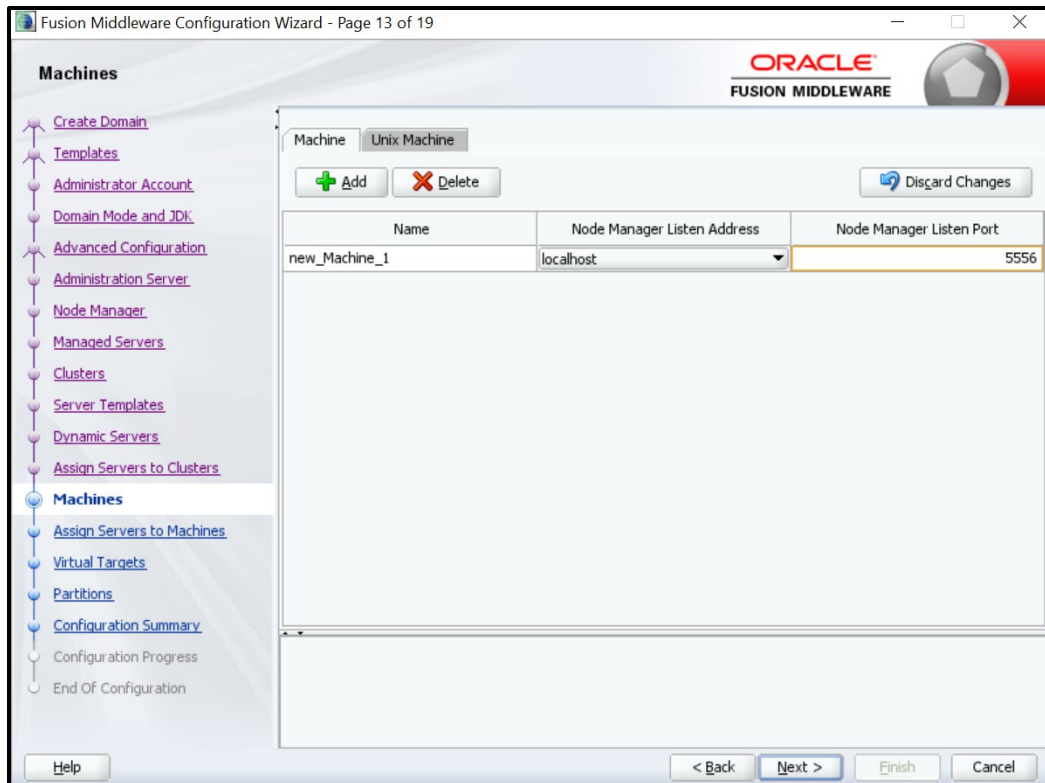 Fusion Middleware Configuration Wizard - Page 13 of 19
Machines
ORACLE
FUSION MIDDLEWARE
Create Domain
Templates
Administrator Account
Domain Mode and JDK
Advanced Configuration
Administration Server
Node Manager
Managed Servers
Clusters
Server Templates
Dynamic Servers
Assign Servers to Clusters
Machines
Assign Servers to Machines
Virtual Targets
Partitions
Configuration Summary
Configuration Progress
End Of Configuration
Machine Unix Machine
Add Delete Discard Changes
Name Node Manager Listen Address Node Manager Listen Port
new_Machine_1 localhost 5556
Help < Back Next > Finish Cancel